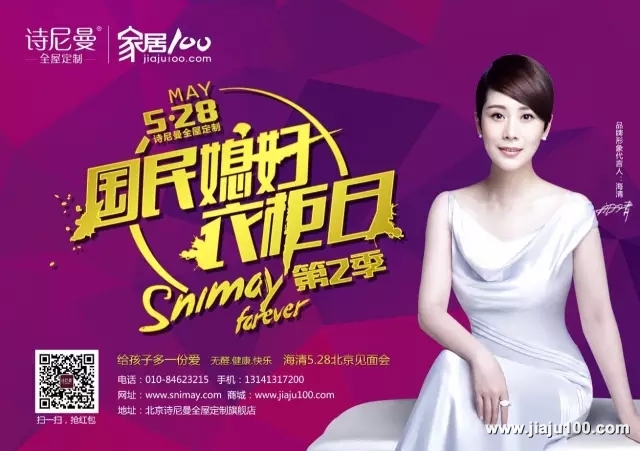 诗尼曼®
全屋定制
家居100
jiaju100.com
MAY
5·28
诗尼曼全屋定制
国民媳妇
衣柜日
第2季
Snimay
forever
品牌形象代言人：海清
给孩子多一份爱 无醛.健康.快乐 海清5.28北京见面会
电话：010-84623215 手机：13141317200
网址：www.snimay.com 商城：www.jiaju100.com
地址：北京诗尼曼全屋定制旗舰店
扫一扫，抢红包
www.jiaju100.com